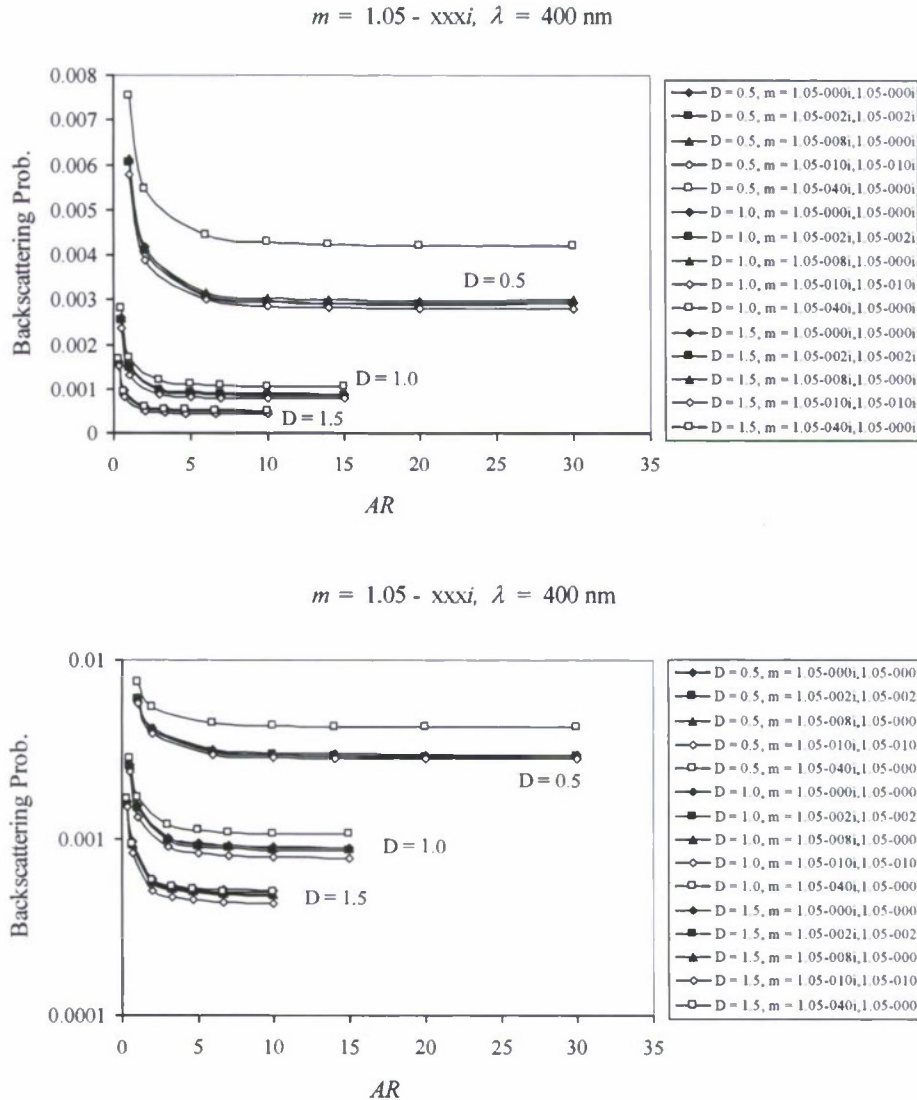 m = 1.05 - xxxi, λ = 400 nm
0.008
0.007
0.006
0.005
0.004
0.003
0.002
0.001
0
Backscattering Prob.
D = 0.5
D = 1.0
D = 1.5
0 5 10 15 20 25 30 35
AR
D = 0.5, m = 1.05-000i,1.05-000i
D = 0.5, m = 1.05-002i,1.05-002i
D = 0.5, m = 1.05-008i,1.05-000i
D = 0.5, m = 1.05-010i,1.05-010i
D = 0.5, m = 1.05-040i,1.05-000i
D = 1.0, m = 1.05-000i,1.05-000i
D = 1.0, m = 1.05-002i,1.05-002i
D = 1.0, m = 1.05-008i,1.05-000i
D = 1.0, m = 1.05-010i,1.05-010i
D = 1.0, m = 1.05-040i,1.05-000i
D = 1.5, m = 1.05-000i,1.05-000i
D = 1.5, m = 1.05-002i,1.05-002i
D = 1.5, m = 1.05-008i,1.05-000i
D = 1.5, m = 1.05-010i,1.05-010i
D = 1.5, m = 1.05-040i,1.05-000i
m = 1.05 - xxxi, λ = 400 nm
0.01
0.001
0.0001
Backscattering Prob.
D = 0.5
D = 1.0
D = 1.5
0 5 10 15 20 25 30 35
AR
D = 0.5, m = 1.05-000i,1.05-000
D = 0.5, m = 1.05-002i,1.05-002
D = 0.5, m = 1.05-008i,1.05-000
D = 0.5, m = 1.05-010i,1.05-010
D = 0.5, m = 1.05-040i,1.05-000
D = 1.0, m = 1.05-000i,1.05-000
D = 1.0, m = 1.05-002i,1.05-002
D = 1.0, m = 1.05-008i,1.05-000
D = 1.0, m = 1.05-010i,1.05-010
D = 1.0, m = 1.05-040i,1.05-000
D = 1.5, m = 1.05-000i,1.05-000
D = 1.5, m = 1.05-002i,1.05-002
D = 1.5, m = 1.05-008i,1.05-000
D = 1.5, m = 1.05-010i,1.05-010
D = 1.5, m = 1.05-040i,1.05-000